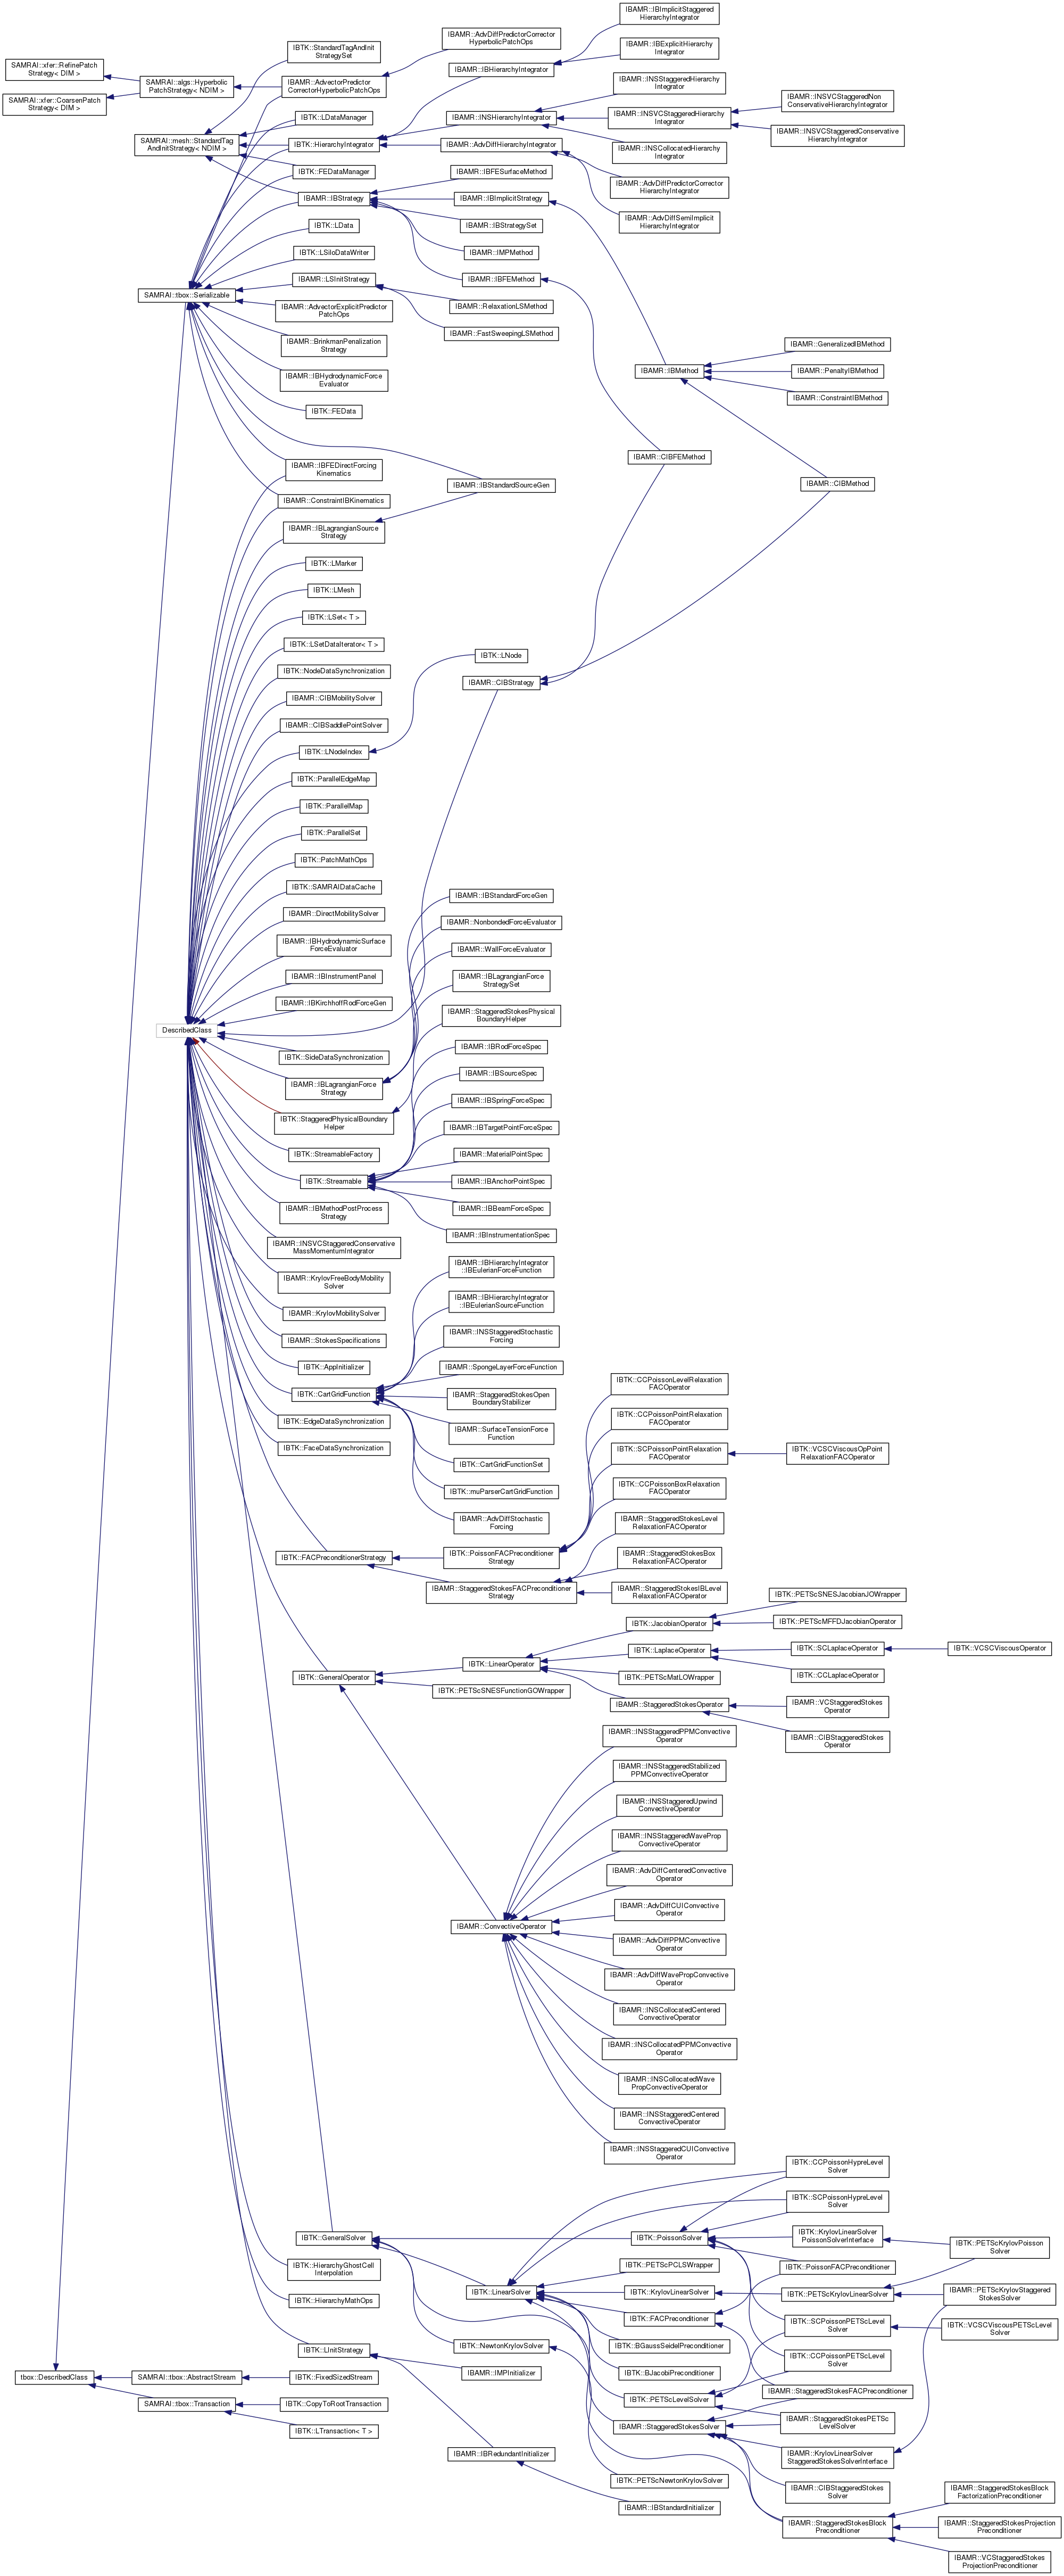 SAMRAI::xfer::RefinePatch
Strategy< DIM >
SAMRAI::xfer::CoarsenPatch
Strategy< DIM >
SAMRAI::algs::Hyperbolic
PatchStrategy< NDIM >
SAMRAI::mesh::StandardTag
AndInitStrategy< NDIM >
SAMRAI::tbox::Serializable
DescribedClass
tbox::DescribedClass
SAMRAI::tbox::AbstractStream
SAMRAI::tbox::Transaction
IBTK::StandardTagAndInit
StrategySet
IBAMR::AdvectorPredictor
CorrectorHyperbolicPatchOps
IBTK::LDataManager
IBTK::HierarchyIntegrator
IBTK::FEDataManager
IBAMR::IBStrategy
IBTK::LData
IBTK::LSiloDataWriter
IBAMR::LSInitStrategy
IBAMR::AdvectorExplicitPredictor
PatchOps
IBAMR::BrinkmanPenalization
Strategy
IBAMR::IBHydrodynamicForce
Evaluator
IBTK::FEData
IBAMR::IBFEDirectForcing
Kinematics
IBAMR::ConstraintIBKinematics
IBAMR::IBLagrangianSource
Strategy
IBTK::LMarker
IBTK::LMesh
IBTK::LSet< T >
IBTK::LSetDataIterator< T >
IBTK::NodeDataSynchronization
IBAMR::CIBMobilitySolver
IBAMR::CIBSaddlePointSolver
IBTK::LNodeIndex
IBTK::ParallelEdgeMap
IBTK::ParallelMap
IBTK::ParallelSet
IBTK::PatchMathOps
IBTK::SAMRAIDataCache
IBAMR::DirectMobilitySolver
IBAMR::IBHydrodynamicSurface
ForceEvaluator
IBAMR::IBInstrumentPanel
IBAMR::IBKirchhoffRodForceGen
IBTK::SideDataSynchronization
IBAMR::IBLagrangianForce
Strategy
IBTK::StaggeredPhysicalBoundary
Helper
IBTK::StreamableFactory
IBTK::Streamable
IBAMR::IBMethodPostProcess
Strategy
IBAMR::INSVCStaggeredConservative
MassMomentumIntegrator
IBAMR::KrylovFreeBodyMobility
Solver
IBAMR::KrylovMobilitySolver
IBAMR::StokesSpecifications
IBTK::AppInitializer
IBTK::CartGridFunction
IBTK::EdgeDataSynchronization
IBTK::FaceDataSynchronization
IBTK::FACPreconditionerStrategy
IBTK::GeneralOperator
IBTK::GeneralSolver
IBTK::HierarchyGhostCell
Interpolation
IBTK::HierarchyMathOps
IBTK::LInitStrategy
IBTK::FixedSizedStream
IBTK::CopyToRootTransaction
IBTK::LTransaction< T >
IBAMR::AdvDiffPredictorCorrector
HyperbolicPatchOps
IBAMR::IBHierarchyIntegrator
IBAMR::INSHierarchyIntegrator
IBAMR::AdvDiffHierarchyIntegrator
IBAMR::IBFESurfaceMethod
IBAMR::IBImplicitStrategy
IBAMR::IBStrategySet
IBAMR::IMPMethod
IBAMR::IBFEMethod
IBAMR::RelaxationLSMethod
IBAMR::FastSweepingLSMethod
IBAMR::IBStandardSourceGen
IBTK::LNode
IBAMR::CIBStrategy
IBAMR::IBStandardForceGen
IBAMR::NonbondedForceEvaluator
IBAMR::WallForceEvaluator
IBAMR::IBLagrangianForce
StrategySet
IBAMR::StaggeredStokesPhysical
BoundaryHelper
IBAMR::IBRodForceSpec
IBAMR::IBSourceSpec
IBAMR::IBSpringForceSpec
IBAMR::IBTargetPointForceSpec
IBAMR::MaterialPointSpec
IBAMR::IBAnchorPointSpec
IBAMR::IBBeamForceSpec
IBAMR::IBInstrumentationSpec
IBAMR::IBHierarchyIntegrator
::IBEulerianForceFunction
IBAMR::IBHierarchyIntegrator
::IBEulerianSourceFunction
IBAMR::INSStaggeredStochastic
Forcing
IBAMR::SpongeLayerForceFunction
IBAMR::StaggeredStokesOpen
BoundaryStabilizer
IBAMR::SurfaceTensionForce
Function
IBTK::CartGridFunctionSet
IBTK::muParserCartGridFunction
IBAMR::AdvDiffStochastic
Forcing
IBTK::PoissonFACPreconditioner
Strategy
IBAMR::StaggeredStokesFACPreconditioner
Strategy
IBTK::LinearOperator
IBTK::PETScSNESFunctionGOWrapper
IBAMR::ConvectiveOperator
IBTK::LinearSolver
IBTK::NewtonKrylovSolver
IBAMR::IMPInitializer
IBAMR::IBRedundantInitializer
IBAMR::IBImplicitStaggered
HierarchyIntegrator
IBAMR::IBExplicitHierarchy
Integrator
IBAMR::INSStaggeredHierarchy
Integrator
IBAMR::INSVCStaggeredHierarchy
Integrator
IBAMR::INSCollocatedHierarchy
Integrator
IBAMR::AdvDiffPredictorCorrector
HierarchyIntegrator
IBAMR::AdvDiffSemiImplicit
HierarchyIntegrator
IBAMR::IBMethod
IBAMR::CIBFEMethod
IBTK::CCPoissonLevelRelaxation
FACOperator
IBTK::CCPoissonPointRelaxation
FACOperator
IBTK::SCPoissonPointRelaxation
FACOperator
IBTK::CCPoissonBoxRelaxation
FACOperator
IBAMR::StaggeredStokesLevel
RelaxationFACOperator
IBAMR::StaggeredStokesBox
RelaxationFACOperator
IBAMR::StaggeredStokesIBLevel
RelaxationFACOperator
IBTK::JacobianOperator
IBTK::LaplaceOperator
IBTK::PETScMatLOWrapper
IBAMR::StaggeredStokesOperator
IBAMR::INSStaggeredPPMConvective
Operator
IBAMR::INSStaggeredStabilized
PPMConvectiveOperator
IBAMR::INSStaggeredUpwind
ConvectiveOperator
IBAMR::INSStaggeredWaveProp
ConvectiveOperator
IBAMR::AdvDiffCenteredConvective
Operator
IBAMR::AdvDiffCUIConvective
Operator
IBAMR::AdvDiffPPMConvective
Operator
IBAMR::AdvDiffWavePropConvective
Operator
IBAMR::INSCollocatedCentered
ConvectiveOperator
IBAMR::INSCollocatedPPMConvective
Operator
IBAMR::INSCollocatedWave
PropConvectiveOperator
IBAMR::INSStaggeredCentered
ConvectiveOperator
IBAMR::INSStaggeredCUIConvective
Operator
IBTK::PoissonSolver
IBTK::PETScPCLSWrapper
IBTK::KrylovLinearSolver
IBTK::FACPreconditioner
IBTK::BGaussSeidelPreconditioner
IBTK::BJacobiPreconditioner
IBTK::PETScLevelSolver
IBAMR::StaggeredStokesSolver
IBTK::PETScNewtonKrylovSolver
IBAMR::IBStandardInitializer
IBAMR::INSVCStaggeredNon
ConservativeHierarchyIntegrator
IBAMR::INSVCStaggeredConservative
HierarchyIntegrator
IBAMR::GeneralizedIBMethod
IBAMR::PenaltyIBMethod
IBAMR::ConstraintIBMethod
IBAMR::CIBMethod
IBTK::VCSCViscousOpPoint
RelaxationFACOperator
IBTK::PETScSNESJacobianJOWrapper
IBTK::PETScMFFDJacobianOperator
IBTK::SCLaplaceOperator
IBTK::CCLaplaceOperator
IBAMR::VCStaggeredStokes
Operator
IBAMR::CIBStaggeredStokes
Operator
IBTK::CCPoissonHypreLevel
Solver
IBTK::SCPoissonHypreLevel
Solver
IBTK::KrylovLinearSolver
PoissonSolverInterface
IBTK::PoissonFACPreconditioner
IBTK::PETScKrylovLinearSolver
IBTK::SCPoissonPETScLevel
Solver
IBTK::CCPoissonPETScLevel
Solver
IBAMR::StaggeredStokesFACPreconditioner
IBAMR::StaggeredStokesPETSc
LevelSolver
IBAMR::KrylovLinearSolver
StaggeredStokesSolverInterface
IBAMR::CIBStaggeredStokes
Solver
IBAMR::StaggeredStokesBlock
Preconditioner
IBTK::VCSCViscousOperator
IBTK::PETScKrylovPoisson
Solver
IBAMR::PETScKrylovStaggered
StokesSolver
IBTK::VCSCViscousPETScLevel
Solver
IBAMR::StaggeredStokesBlock
FactorizationPreconditioner
IBAMR::StaggeredStokesProjection
Preconditioner
IBAMR::VCStaggeredStokes
ProjectionPreconditioner